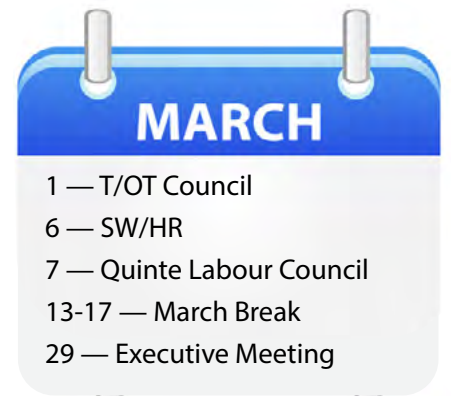 MARCH
1 — T/OT Council
6 — SW/HR
7 — Quinte Labour Council
13-17 — March Break
29 — Executive Meeting